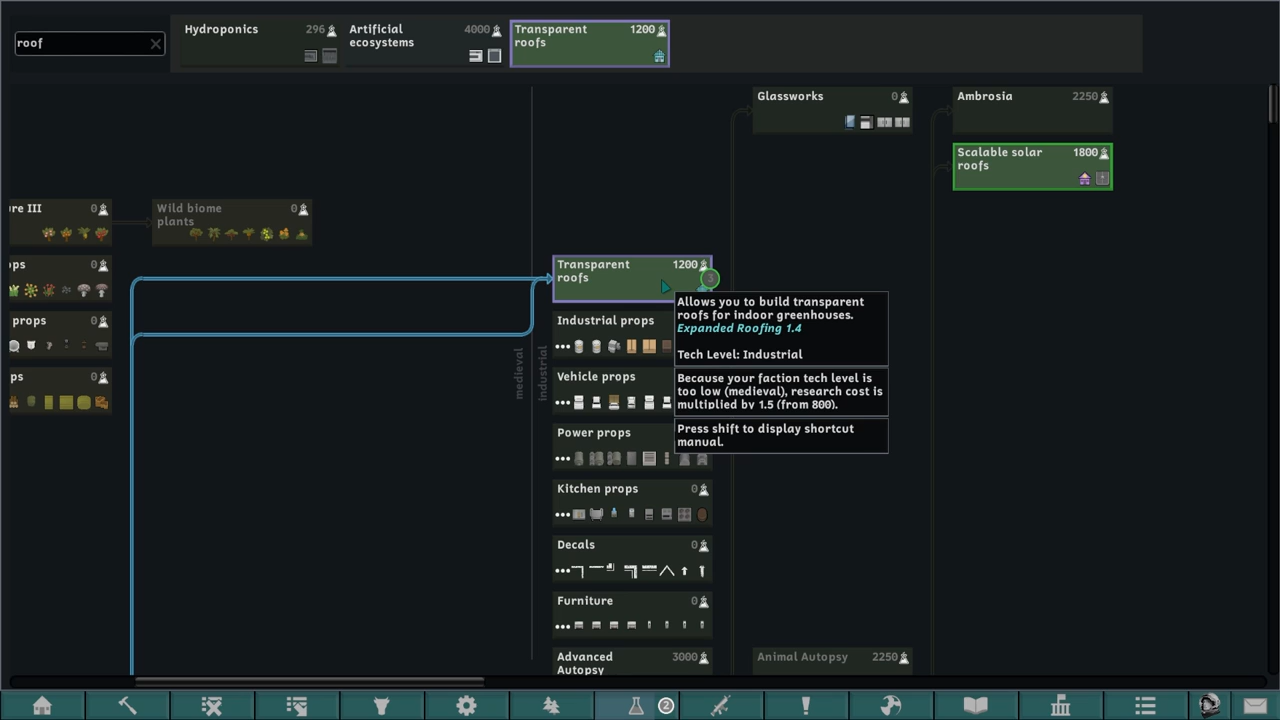 roof
Hydroponics 296
Artificial
ecosystems 4000
Transparent
roofs 1200
Glassworks 0
Ambrosia 2250
Scalable solar
roofs 1800
ure III 0
Wild biome
plants 0
ops 0
props 0
ps 0
medieval
industrial
Transparent
roofs 1200
3
Allows you to build transparent
roofs for indoor greenhouses.
Expanded Roofing 1.4
Tech Level: Industrial
Because your faction tech level is
too low (medieval), research cost is
multiplied by 1.5 (from 800).
Press shift to display shortcut
manual.
Industrial props
Vehicle props
Power props
Kitchen props 0
Decals 0
Furniture 0
Advanced
Autopsy 3000
Animal Autopsy 2250
2